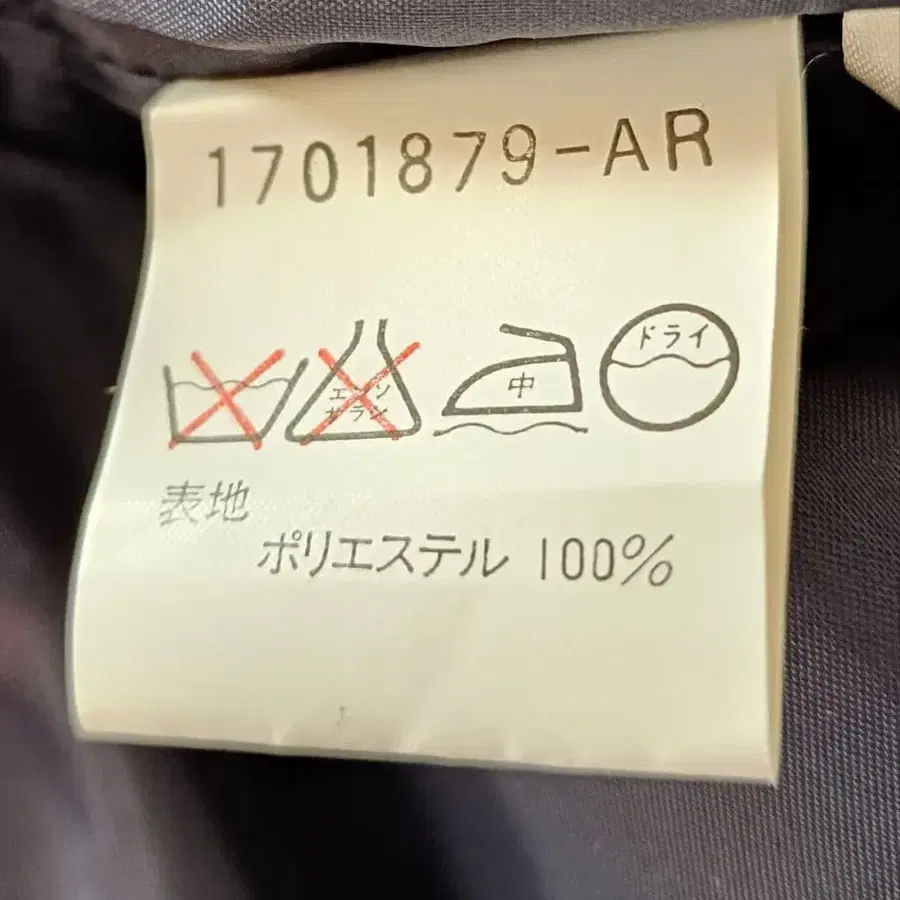 1701879-AR
エンソ
サラシ
中
ドライ
表地
ポリエステル 100%